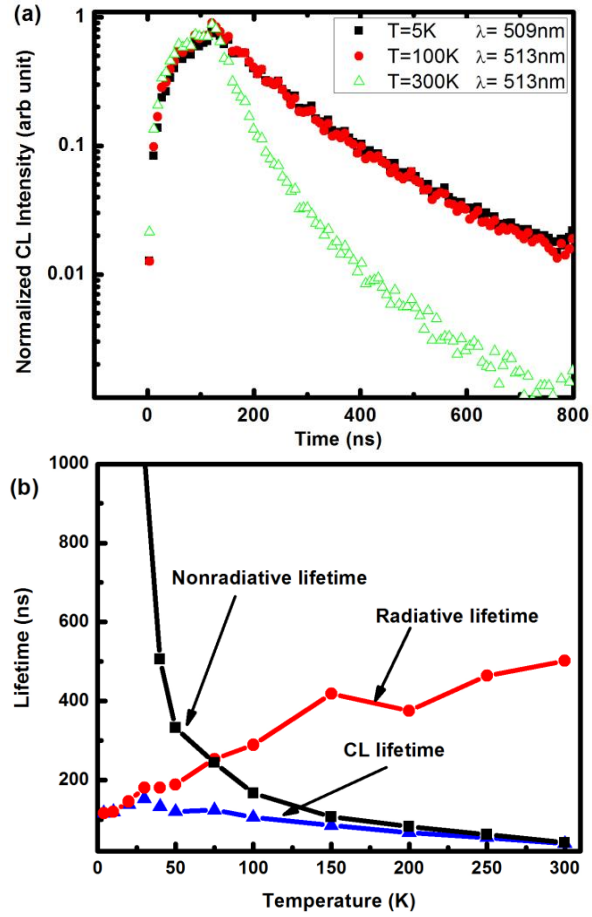 (a)
T=5K λ= 509nm
T=100K λ= 513nm
T=300K λ= 513nm
Normalized CL Intensity (arb unit)
1
0.1
0.01
0 200 400 600 800
Time (ns)
(b)
1000
800
600
400
200
Nonradiative lifetime
Radiative lifetime
CL lifetime
Lifetime (ns)
0 50 100 150 200 250 300
Temperature (K)